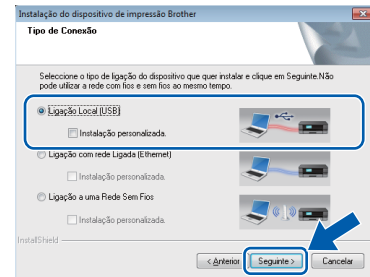 Instalação do dispositivo de impressão Brother
Tipo de Conexão
Seleccione o tipo de ligação do dispositivo que quer instalar e clique em Seguinte.Não
pode utilizar a rede com fios e sem fios ao mesmo tempo.
Ligação Local (USB)
Instalação personalizada.
Ligação com rede Ligada (Ethernet)
Instalação personalizada.
Ligação a uma Rede Sem Fios
Instalação personalizada.
InstallShield
< Anterior Seguinte > Cancelar